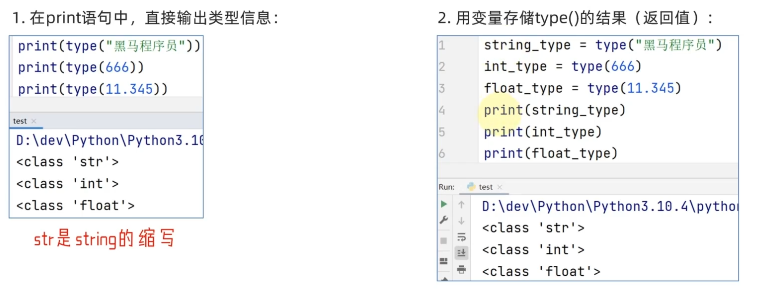 1. 在print语句中，直接输出类型信息：
print(type("黑马程序员"))
print(type(666))
print(type(11.345))
test
D:\dev\Python\Python3.10
<class 'str'>
<class 'int'>
<class 'float'>
str是string的缩写
2. 用变量存储type()的结果（返回值）：
1 string_type = type("黑马程序员")
2 int_type = type(666)
3 float_type = type(11.345)
4 print(string_type)
5 print(int_type)
6 print(float_type)
Run: test
D:\dev\Python\Python3.10.4\python
<class 'str'>
<class 'int'>
<class 'float'>